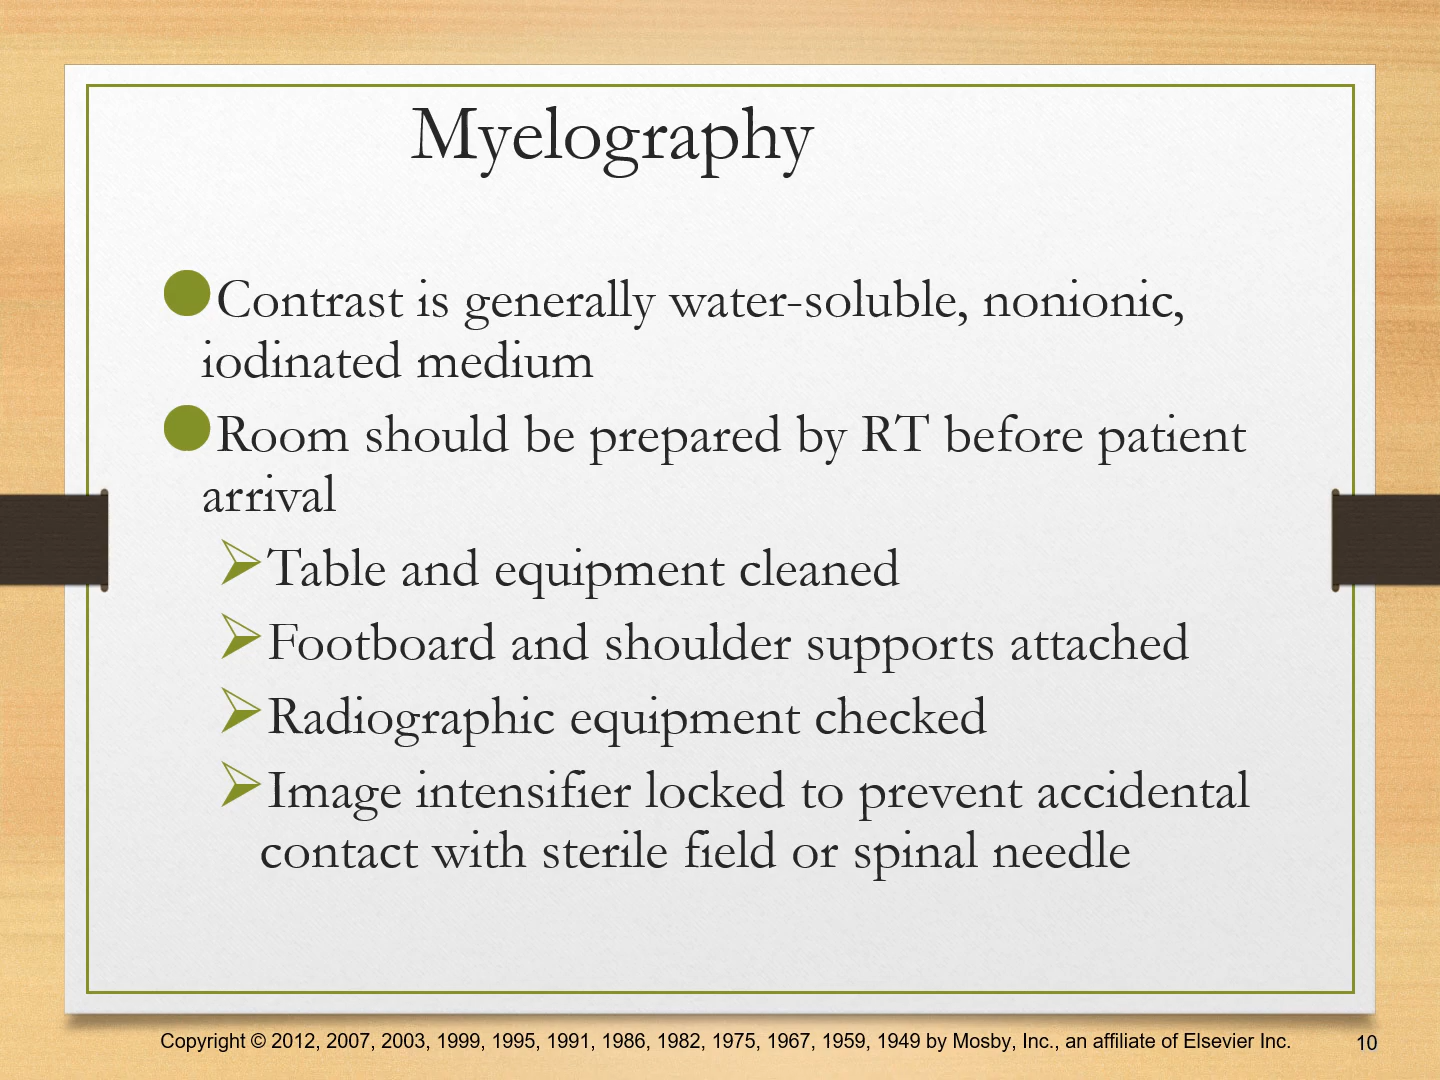 Myelography
Contrast is generally water-soluble, nonionic,
iodinated medium
Room should be prepared by RT before patient
arrival
Table and equipment cleaned
Footboard and shoulder supports attached
Radiographic equipment checked
Image intensifier locked to prevent accidental
contact with sterile field or spinal needle
Copyright © 2012, 2007, 2003, 1999, 1995, 1991, 1986, 1982, 1975, 1967, 1959, 1949 by Mosby, Inc., an affiliate of Elsevier Inc.
10